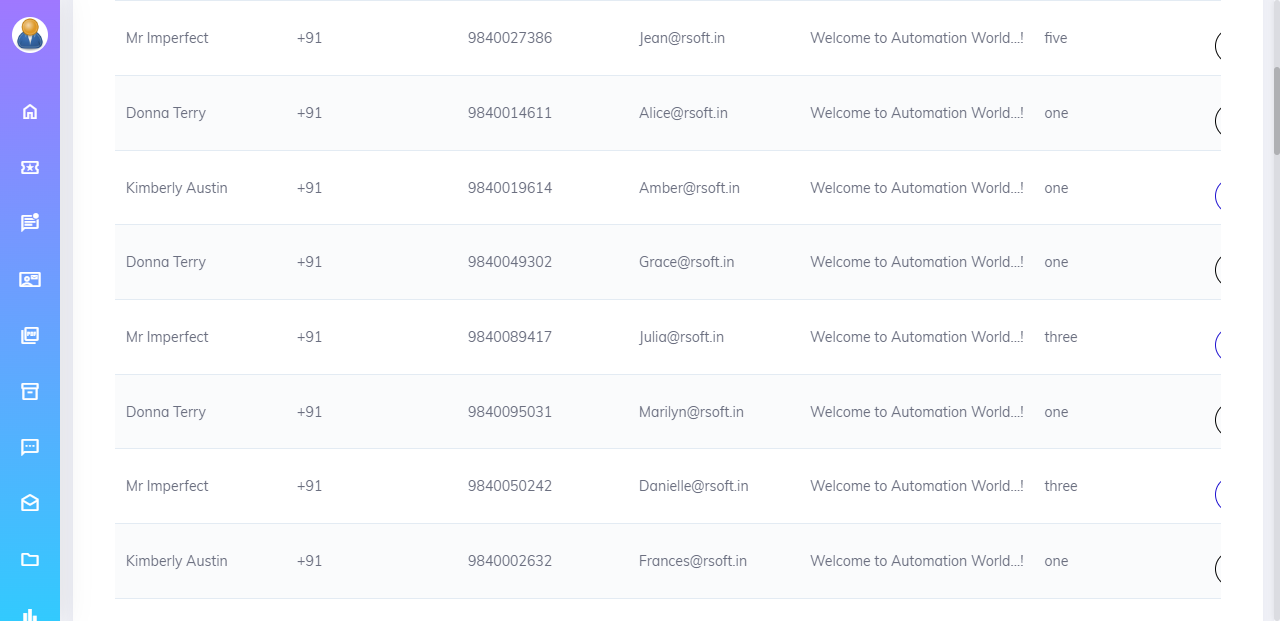 Mr Imperfect +91 9840027386 Jean@rsoft.in Welcome to Automation World...! five
Donna Terry +91 9840014611 Alice@rsoft.in Welcome to Automation World...! one
Kimberly Austin +91 9840019614 Amber@rsoft.in Welcome to Automation World...! one
Donna Terry +91 9840049302 Grace@rsoft.in Welcome to Automation World...! one
Mr Imperfect +91 9840089417 Julia@rsoft.in Welcome to Automation World...! three
Donna Terry +91 9840095031 Marilyn@rsoft.in Welcome to Automation World...! one
Mr Imperfect +91 9840050242 Danielle@rsoft.in Welcome to Automation World...! three
Kimberly Austin +91 9840002632 Frances@rsoft.in Welcome to Automation World...! one